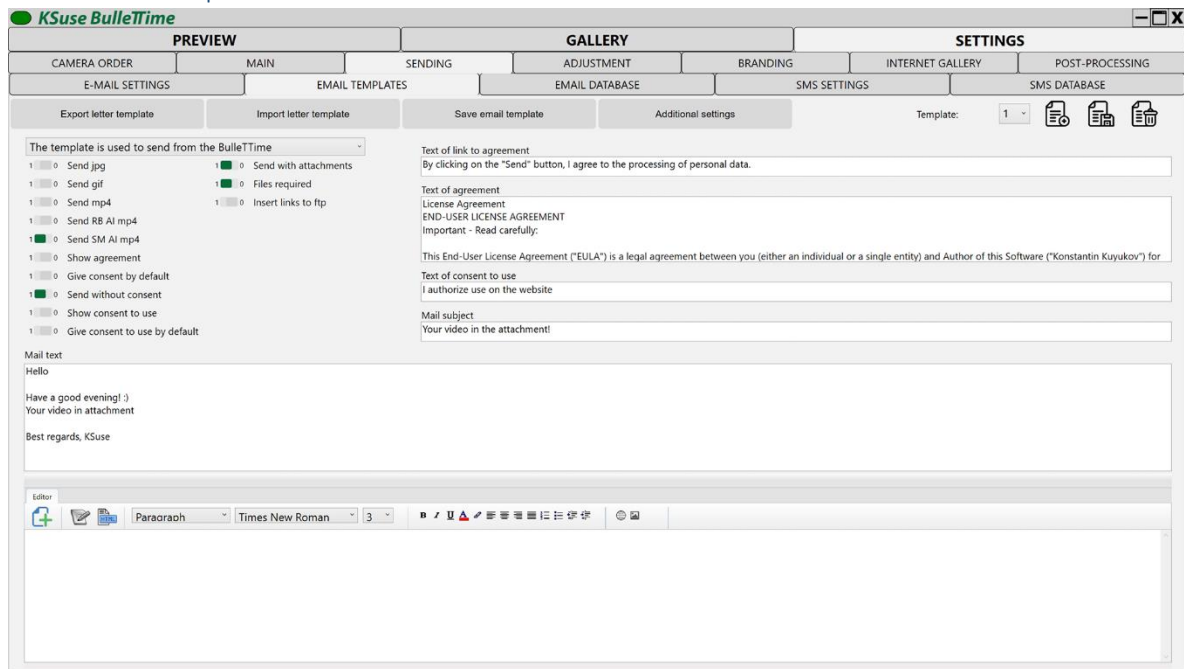 KSuse BulleTTime
PREVIEW GALLERY SETTINGS
CAMERA ORDER MAIN SENDING ADJUSTMENT BRANDING INTERNET GALLERY POST-PROCESSING
E-MAIL SETTINGS EMAIL TEMPLATES EMAIL DATABASE SMS SETTINGS SMS DATABASE
Export letter template Import letter template Save email template Additional settings Template: 1
The template is used to send from the BulleTTime
1 0 Send jpg 1 0 Send with attachments
1 0 Send gif 1 0 Files required
1 0 Send mp4 1 0 Insert links to ftp
1 0 Send RB AI mp4
1 0 Send SM AI mp4
1 0 Show agreement
1 0 Give consent by default
1 0 Send without consent
1 0 Show consent to use
1 0 Give consent to use by default
Text of link to agreement
By clicking on the "Send" button, I agree to the processing of personal data.
Text of agreement
License Agreement
END-USER LICENSE AGREEMENT
Important - Read carefully:
This End-User License Agreement ("EULA") is a legal agreement between you (either an individual or a single entity) and Author of this Software ("Konstantin Kuyukov") for
Text of consent to use
I authorize use on the website
Mail subject
Your video in the attachment!
Mail text
Hello
Have a good evening! :)
Your video in attachment
Best regards, KSuse
Editor
Paragraph Times New Roman 3 B I U A